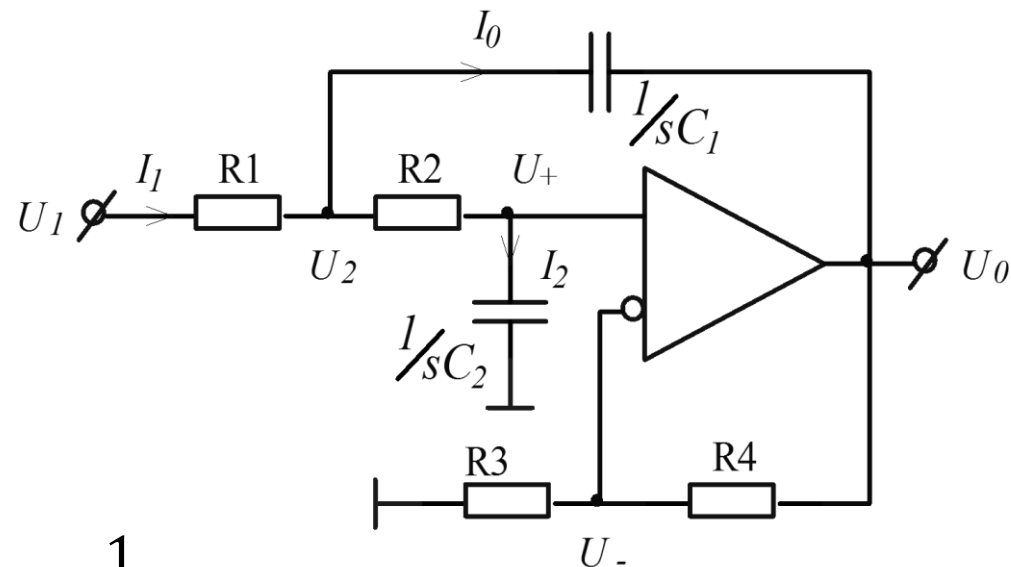 I0
1/sC1
I1 R1 R2 U+
U1
U2 I2 U0
1/sC2
R3 R4
U-
1